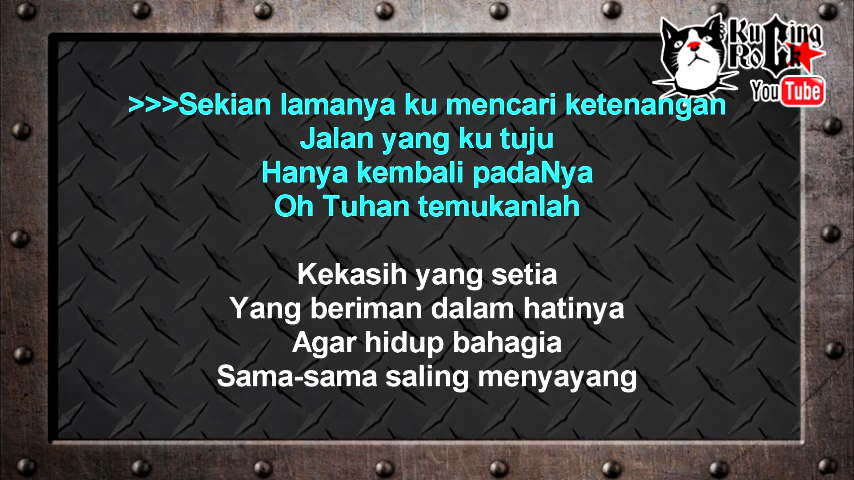 Kucing
Rock
YouTube
>>>Sekian lamanya ku mencari ketenangan
Jalan yang ku tuju
Hanya kembali padaNya
Oh Tuhan temukanlah
Kekasih yang setia
Yang beriman dalam hatinya
Agar hidup bahagia
Sama-sama saling menyayang